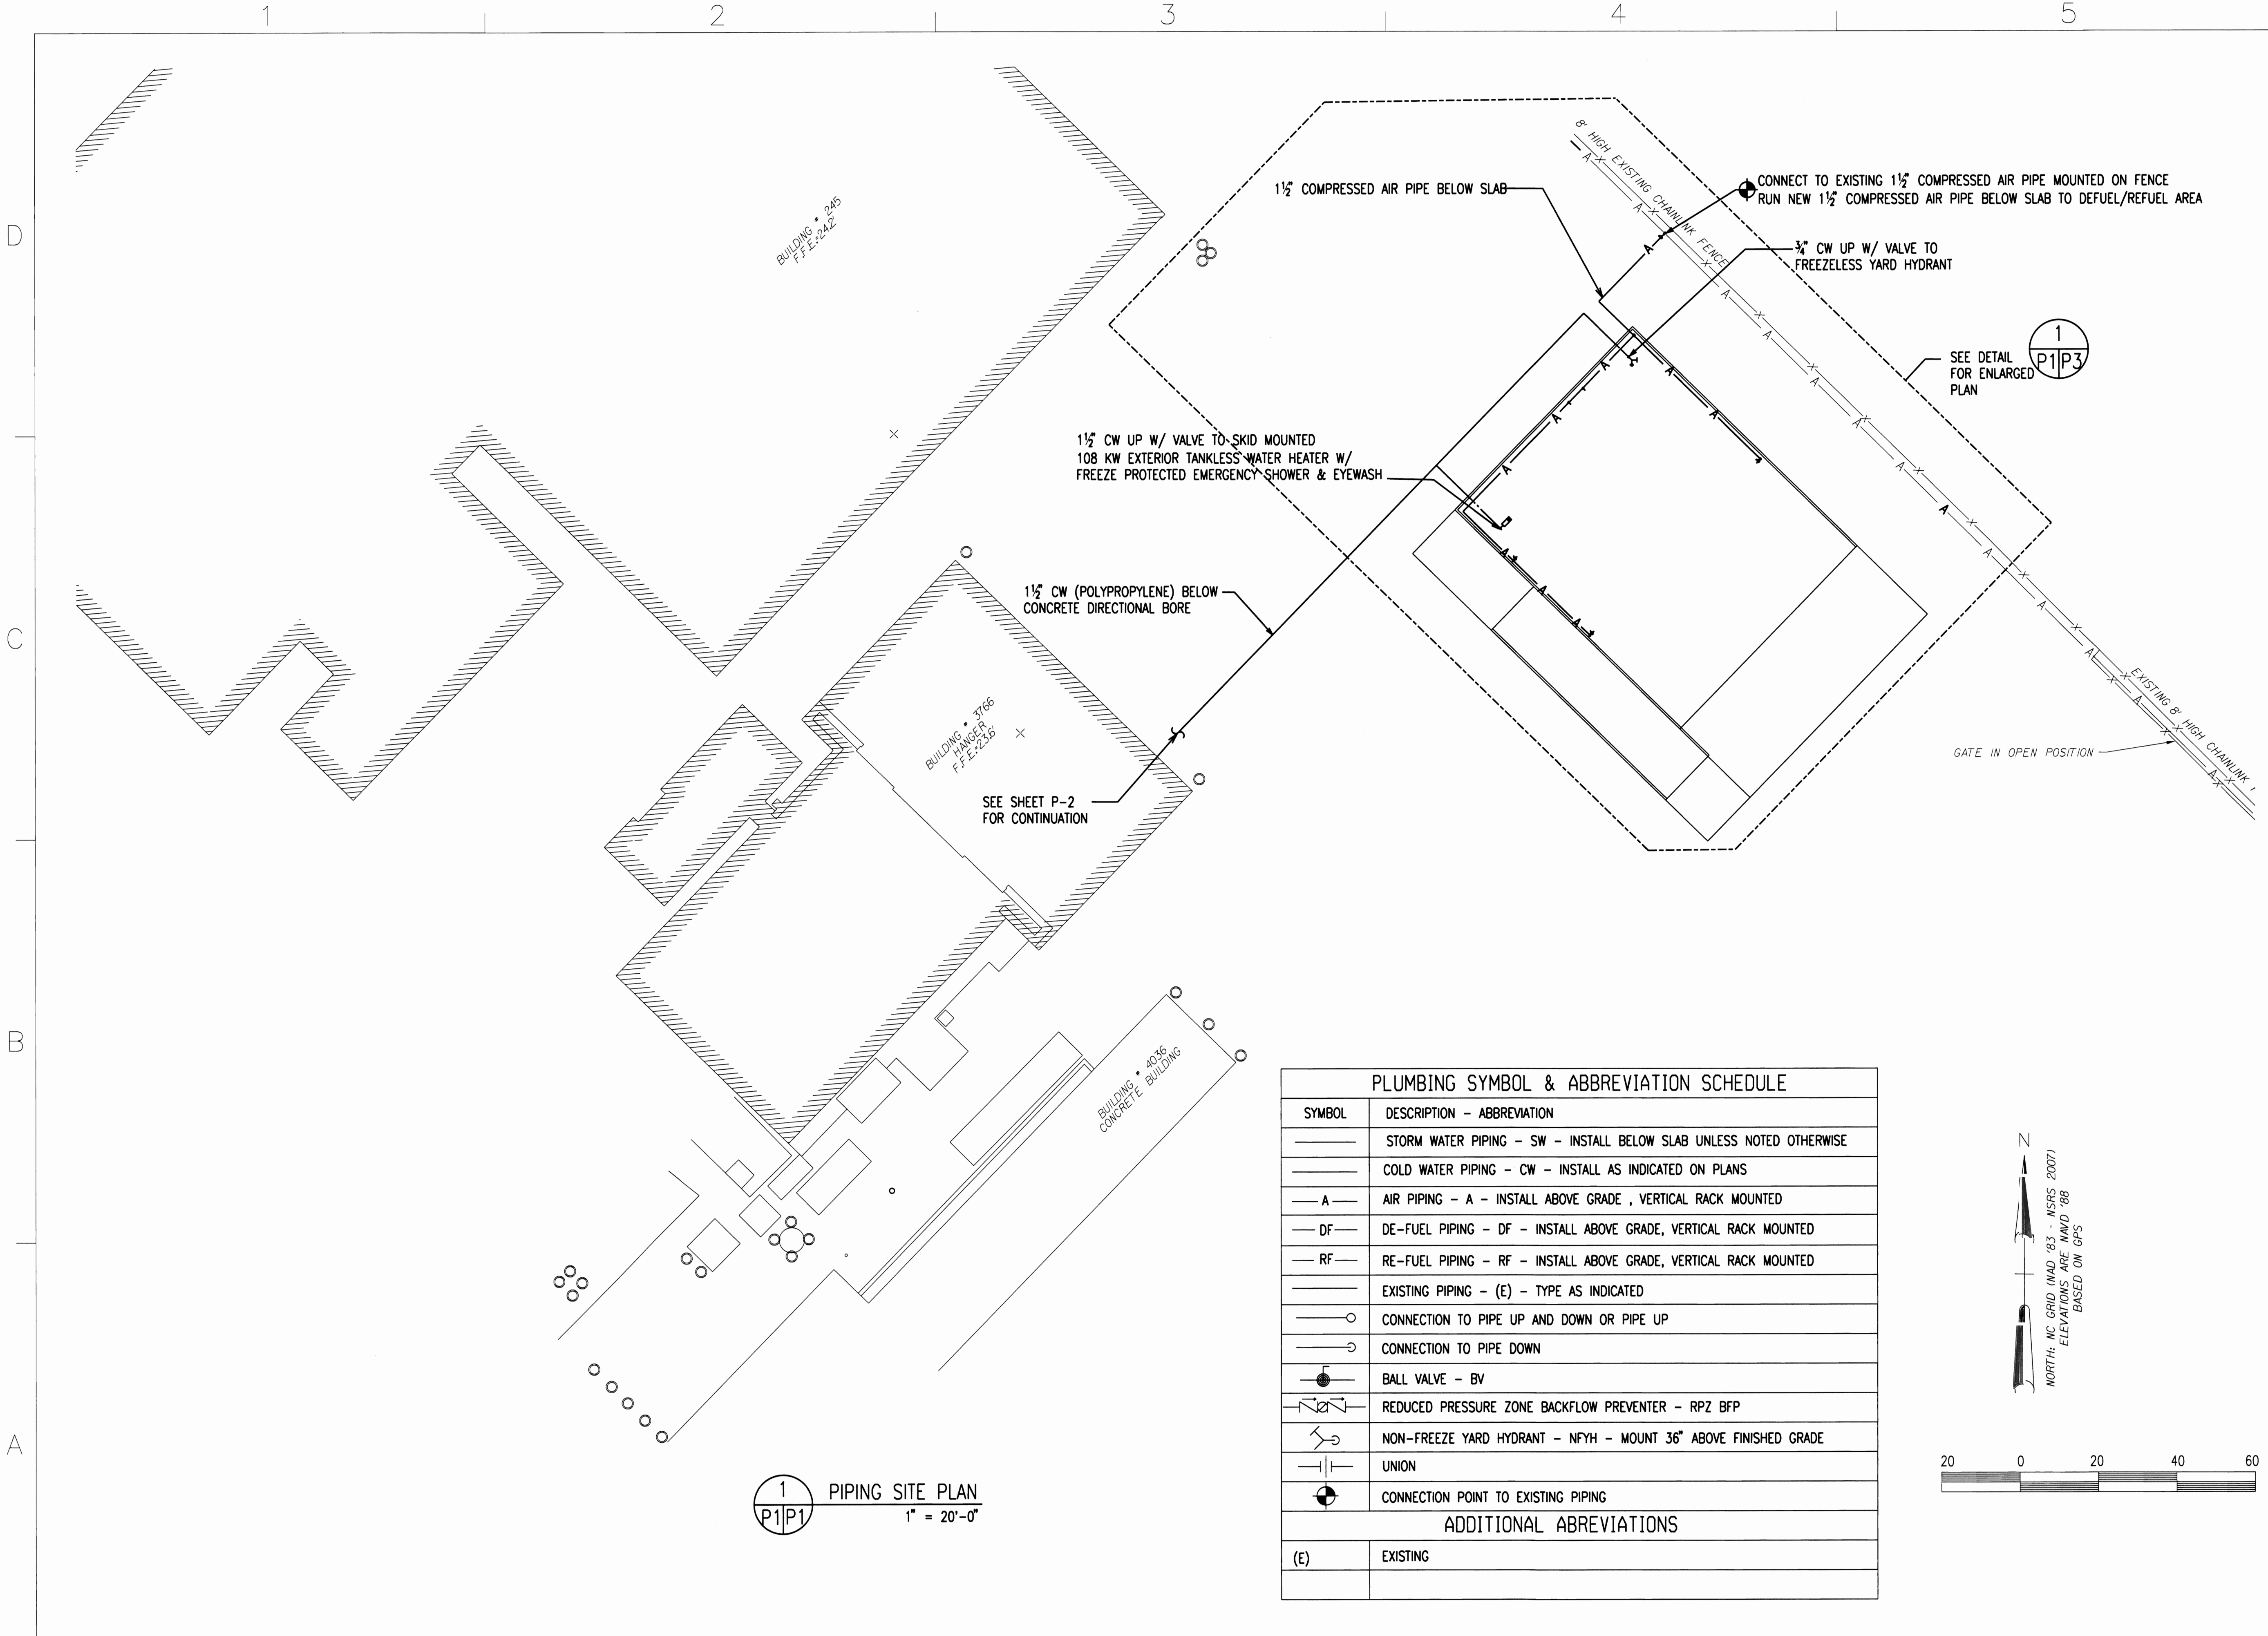 1 2 3 4 5
D
C
B
A
BUILDING # 245
F.F.E.=24.2'
8' HIGH EXISTING CHAINLINK FENCE
1½" COMPRESSED AIR PIPE BELOW SLAB
CONNECT TO EXISTING 1½" COMPRESSED AIR PIPE MOUNTED ON FENCE
RUN NEW 1½" COMPRESSED AIR PIPE BELOW SLAB TO DEFUEL/REFUEL AREA
¾" CW UP W/ VALVE TO
FREEZELESS YARD HYDRANT
SEE DETAIL
FOR ENLARGED
PLAN
1
P1 P3
1½" CW UP W/ VALVE TO SKID MOUNTED
108 KW EXTERIOR TANKLESS WATER HEATER W/
FREEZE PROTECTED EMERGENCY SHOWER & EYEWASH
1½" CW (POLYPROPYLENE) BELOW
CONCRETE DIRECTIONAL BORE
BUILDING # 3766
HANGER
F.F.E.=23.6'
SEE SHEET P-2
FOR CONTINUATION
EXISTING 8' HIGH CHAINLINK
GATE IN OPEN POSITION
BUILDING # 4036
CONCRETE BUILDING
PLUMBING SYMBOL & ABBREVIATION SCHEDULE
SYMBOL DESCRIPTION - ABBREVIATION
STORM WATER PIPING - SW - INSTALL BELOW SLAB UNLESS NOTED OTHERWISE
COLD WATER PIPING - CW - INSTALL AS INDICATED ON PLANS
A AIR PIPING - A - INSTALL ABOVE GRADE , VERTICAL RACK MOUNTED
DF DE-FUEL PIPING - DF - INSTALL ABOVE GRADE, VERTICAL RACK MOUNTED
RF RE-FUEL PIPING - RF - INSTALL ABOVE GRADE, VERTICAL RACK MOUNTED
EXISTING PIPING - (E) - TYPE AS INDICATED
CONNECTION TO PIPE UP AND DOWN OR PIPE UP
CONNECTION TO PIPE DOWN
BALL VALVE - BV
REDUCED PRESSURE ZONE BACKFLOW PREVENTER - RPZ BFP
NON-FREEZE YARD HYDRANT - NFYH - MOUNT 36" ABOVE FINISHED GRADE
UNION
CONNECTION POINT TO EXISTING PIPING
ADDITIONAL ABREVIATIONS
(E) EXISTING
N
NORTH: NC GRID (NAD '83 - NSRS 2007)
ELEVATIONS ARE NAVD '88
BASED ON GPS
20 0 20 40 60
1
P1 P1
PIPING SITE PLAN
1" = 20'-0"